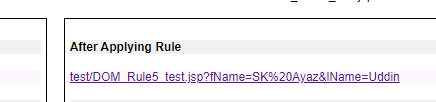 After Applying Rule
test/DOM_Rule5_test.jsp?fName=SK%20Ayaz&lName=Uddin